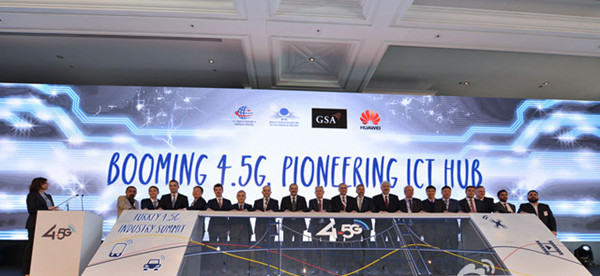 GSA
HUAWEI
BOOMING 4.5G, PIONEERING ICT HUB
TURKEY 4.5G
INDUSTRY SUMMIT
4.5G
4.5G